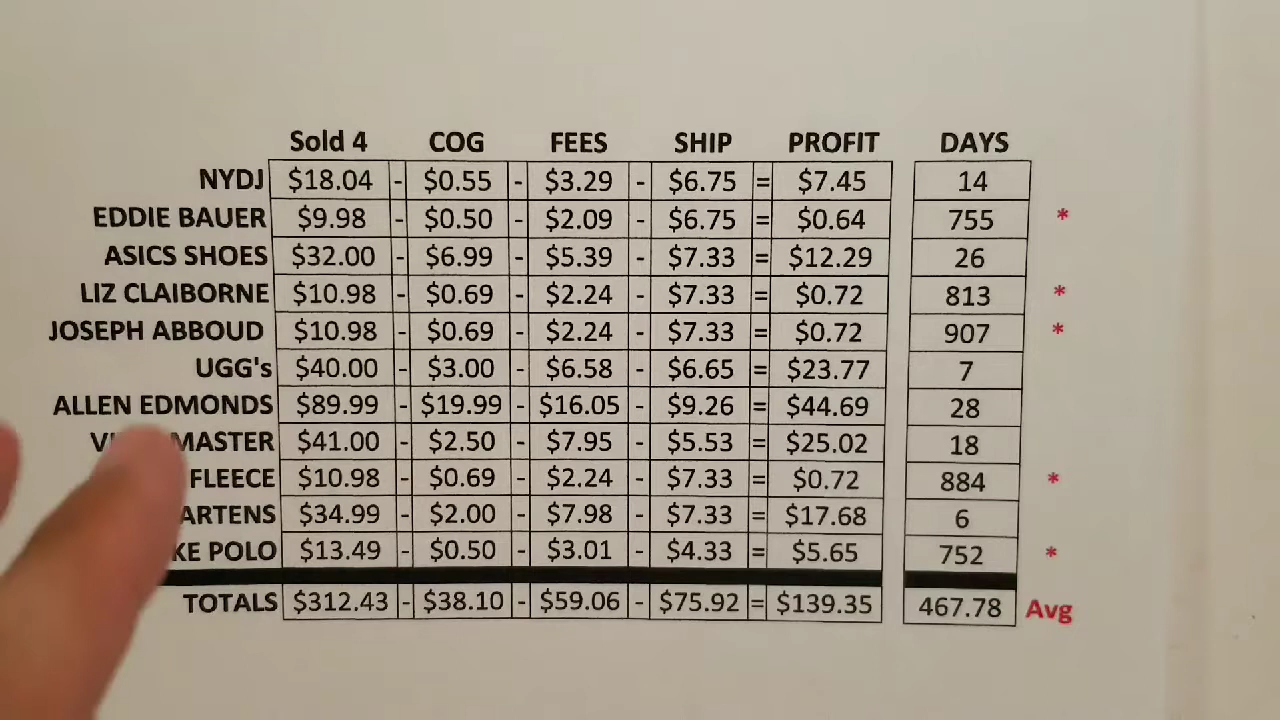 Sold 4 COG FEES SHIP PROFIT DAYS
NYDJ $18.04 - $0.55 - $3.29 - $6.75 = $7.45 14
EDDIE BAUER $9.98 - $0.50 - $2.09 - $6.75 = $0.64 755 *
ASICS SHOES $32.00 - $6.99 - $5.39 - $7.33 = $12.29 26
LIZ CLAIBORNE $10.98 - $0.69 - $2.24 - $7.33 = $0.72 813 *
JOSEPH ABBOUD $10.98 - $0.69 - $2.24 - $7.33 = $0.72 907 *
UGG's $40.00 - $3.00 - $6.58 - $6.65 = $23.77 7
ALLEN EDMONDS $89.99 - $19.99 - $16.05 - $9.26 = $44.69 28
$41.00 - $2.50 - $7.95 - $5.53 = $25.02 18
FLEECE $10.98 - $0.69 - $2.24 - $7.33 = $0.72 884 *
$34.99 - $2.00 - $7.98 - $7.33 = $17.68 6
POLO $13.49 - $0.50 - $3.01 - $4.33 = $5.65 752 *
TOTALS $312.43 - $38.10 - $59.06 - $75.92 = $139.35 467.78 Avg